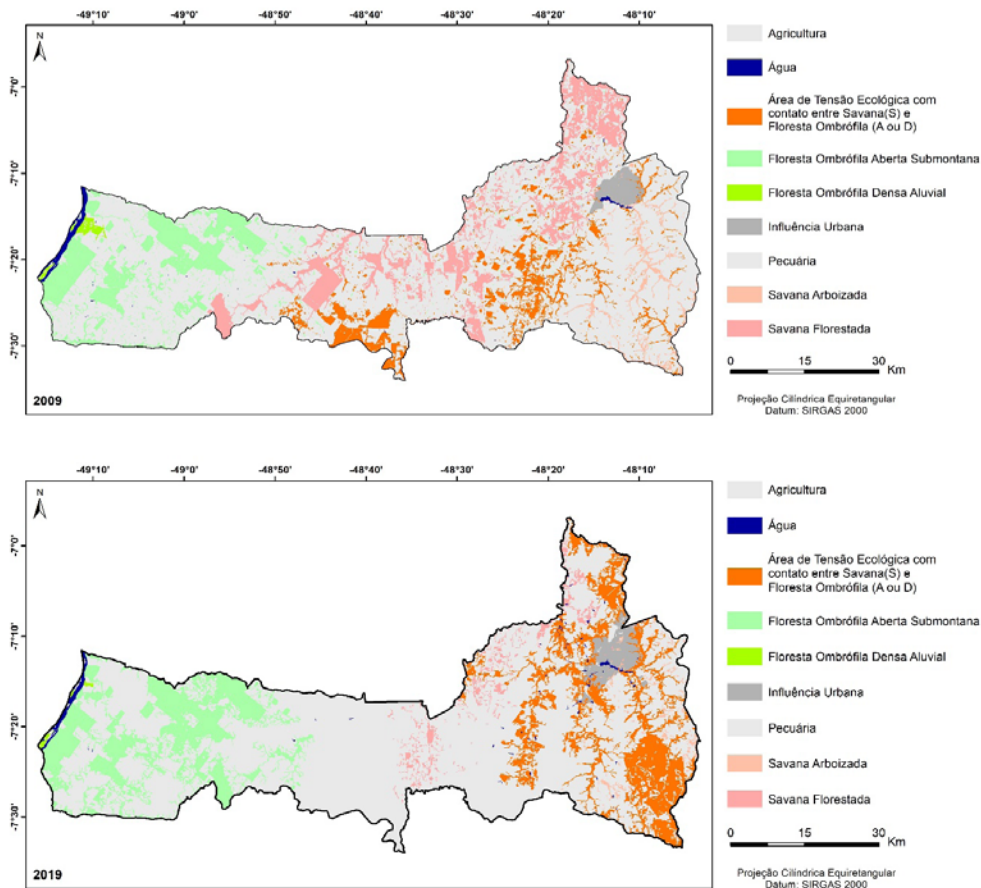 -49°10' -49°0' -48°50' -48°40' -48°30' -48°20' -48°10'
N
-7°0'
-7°10'
-7°20'
-7°30'
2009
Agricultura
Água
Área de Tensão Ecológica com
contato entre Savana(S) e
Floresta Ombrófila (A ou D)
Floresta Ombrófila Aberta Submontana
Floresta Ombrófila Densa Aluvial
Influência Urbana
Pecuária
Savana Arboizada
Savana Florestada
0 15 30
Km
Projeção Cilíndrica Equiretangular
Datum: SIRGAS 2000
-49°10' -49°0' -48°50' -48°40' -48°30' -48°20' -48°10'
N
-7°0'
-7°10'
-7°20'
-7°30'
2019
Agricultura
Água
Área de Tensão Ecológica com
contato entre Savana(S) e
Floresta Ombrófila (A ou D)
Floresta Ombrófila Aberta Submontana
Floresta Ombrófila Densa Aluvial
Influência Urbana
Pecuária
Savana Arboizada
Savana Florestada
0 15 30
Km
Projeção Cilíndrica Equiretangular
Datum: SIRGAS 2000